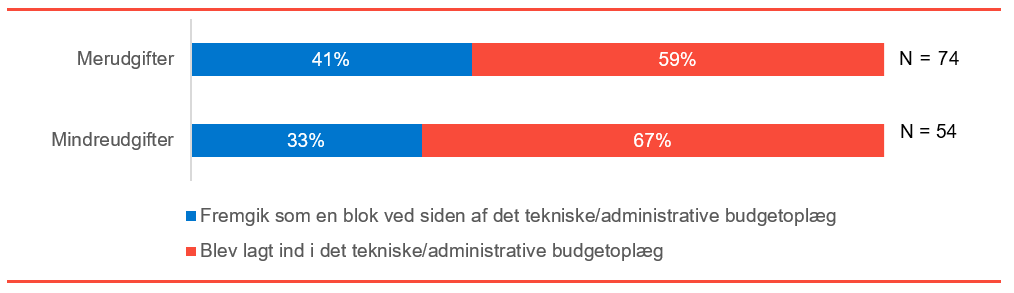 Merudgifter 41% 59% N = 74
Mindreudgifter 33% 67% N = 54
Fremgik som en blok ved siden af det tekniske/administrative budgetoplæg
Blev lagt ind i det tekniske/administrative budgetoplæg